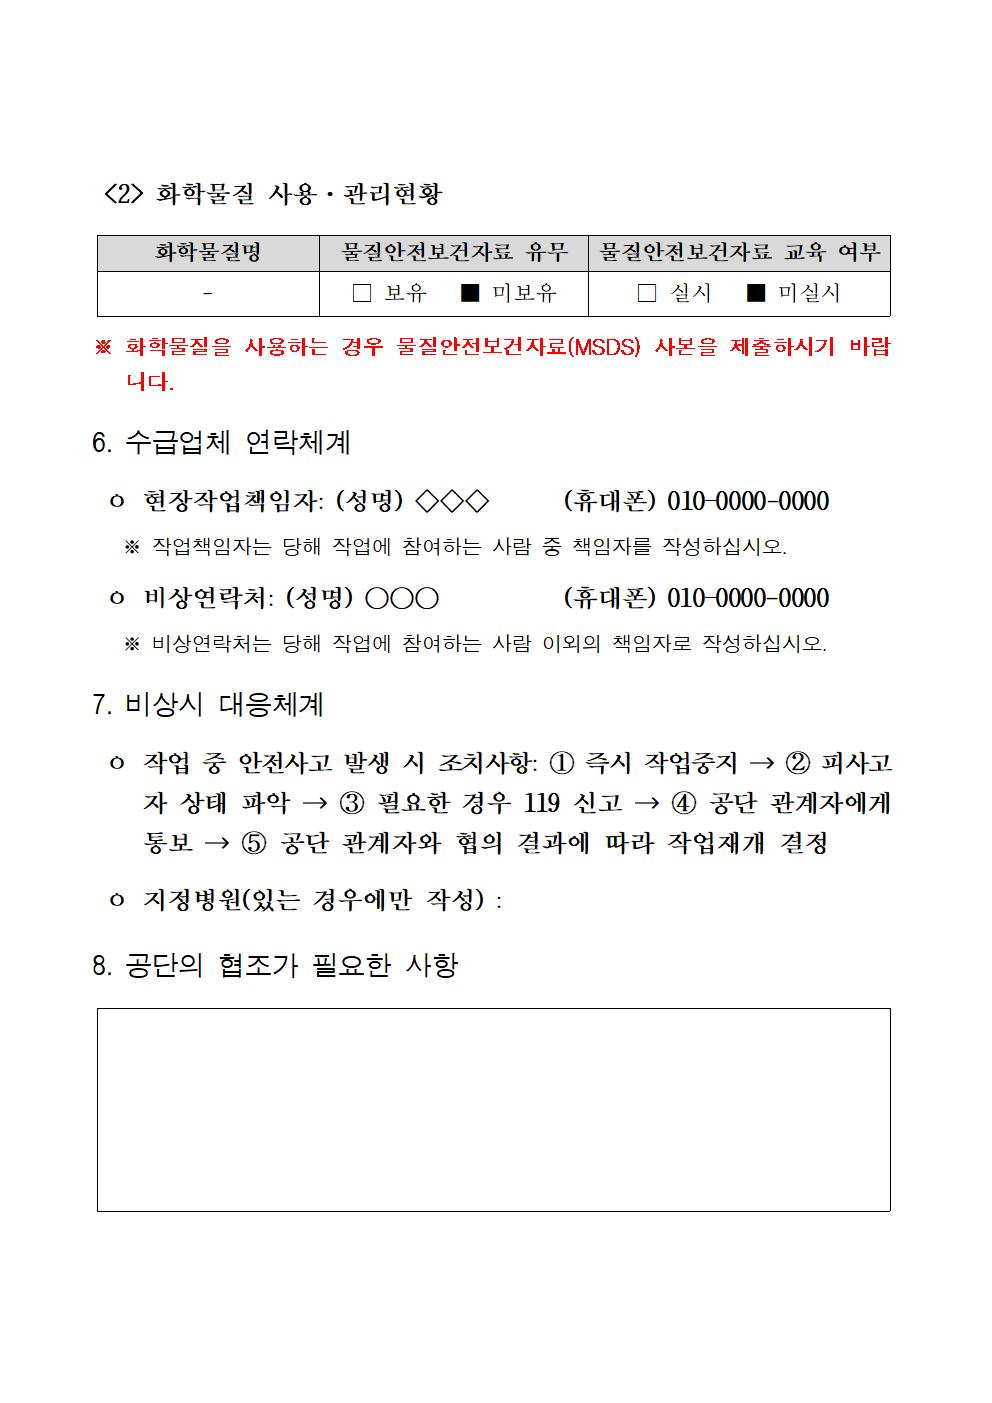 <2> 화학물질 사용·관리현황
화학물질명 물질안전보건자료 유무 물질안전보건자료 교육 여부
- □ 보유 ■ 미보유 □ 실시 ■ 미실시
※ 화학물질을 사용하는 경우 물질안전보건자료(MSDS) 사본을 제출하시기 바랍
니다.
6. 수급업체 연락체계
ㅇ 현장작업책임자: (성명) ◇◇◇ (휴대폰) 010-0000-0000
※ 작업책임자는 당해 작업에 참여하는 사람 중 책임자를 작성하십시오.
ㅇ 비상연락처: (성명) ○○○ (휴대폰) 010-0000-0000
※ 비상연락처는 당해 작업에 참여하는 사람 이외의 책임자로 작성하십시오.
7. 비상시 대응체계
ㅇ 작업 중 안전사고 발생 시 조치사항: ① 즉시 작업중지 → ② 피사고
자 상태 파악 → ③ 필요한 경우 119 신고 → ④ 공단 관계자에게
통보 → ⑤ 공단 관계자와 협의 결과에 따라 작업재개 결정
ㅇ 지정병원(있는 경우에만 작성) :
8. 공단의 협조가 필요한 사항